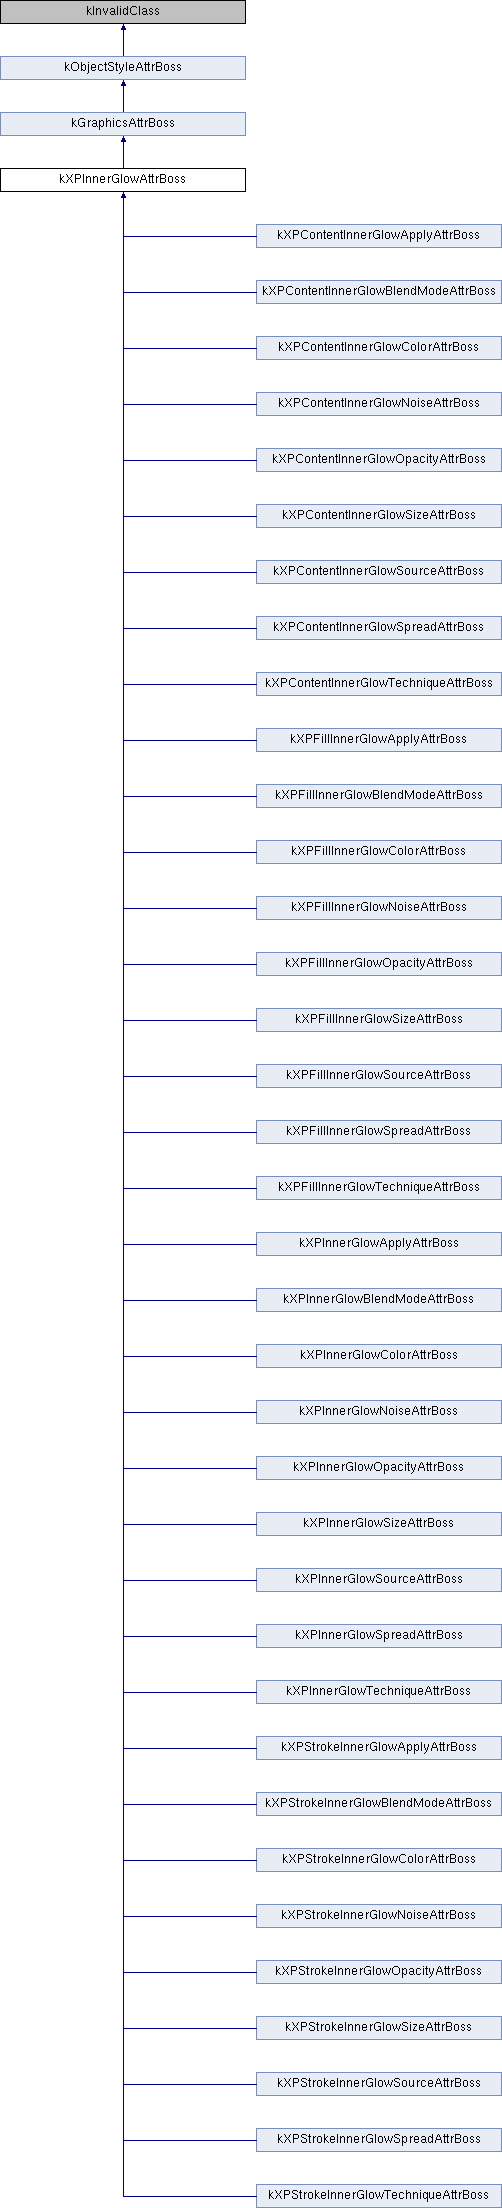 kInvalidClass
kObjectStyleAttrBoss
kGraphicsAttrBoss
kXPInnerGlowAttrBoss
kXPContentInnerGlowApplyAttrBoss
kXPContentInnerGlowBlendModeAttrBoss
kXPContentInnerGlowColorAttrBoss
kXPContentInnerGlowNoiseAttrBoss
kXPContentInnerGlowOpacityAttrBoss
kXPContentInnerGlowSizeAttrBoss
kXPContentInnerGlowSourceAttrBoss
kXPContentInnerGlowSpreadAttrBoss
kXPContentInnerGlowTechniqueAttrBoss
kXPFillInnerGlowApplyAttrBoss
kXPFillInnerGlowBlendModeAttrBoss
kXPFillInnerGlowColorAttrBoss
kXPFillInnerGlowNoiseAttrBoss
kXPFillInnerGlowOpacityAttrBoss
kXPFillInnerGlowSizeAttrBoss
kXPFillInnerGlowSourceAttrBoss
kXPFillInnerGlowSpreadAttrBoss
kXPFillInnerGlowTechniqueAttrBoss
kXPInnerGlowApplyAttrBoss
kXPInnerGlowBlendModeAttrBoss
kXPInnerGlowColorAttrBoss
kXPInnerGlowNoiseAttrBoss
kXPInnerGlowOpacityAttrBoss
kXPInnerGlowSizeAttrBoss
kXPInnerGlowSourceAttrBoss
kXPInnerGlowSpreadAttrBoss
kXPInnerGlowTechniqueAttrBoss
kXPStrokeInnerGlowApplyAttrBoss
kXPStrokeInnerGlowBlendModeAttrBoss
kXPStrokeInnerGlowColorAttrBoss
kXPStrokeInnerGlowNoiseAttrBoss
kXPStrokeInnerGlowOpacityAttrBoss
kXPStrokeInnerGlowSizeAttrBoss
kXPStrokeInnerGlowSourceAttrBoss
kXPStrokeInnerGlowSpreadAttrBoss
kXPStrokeInnerGlowTechniqueAttrBoss